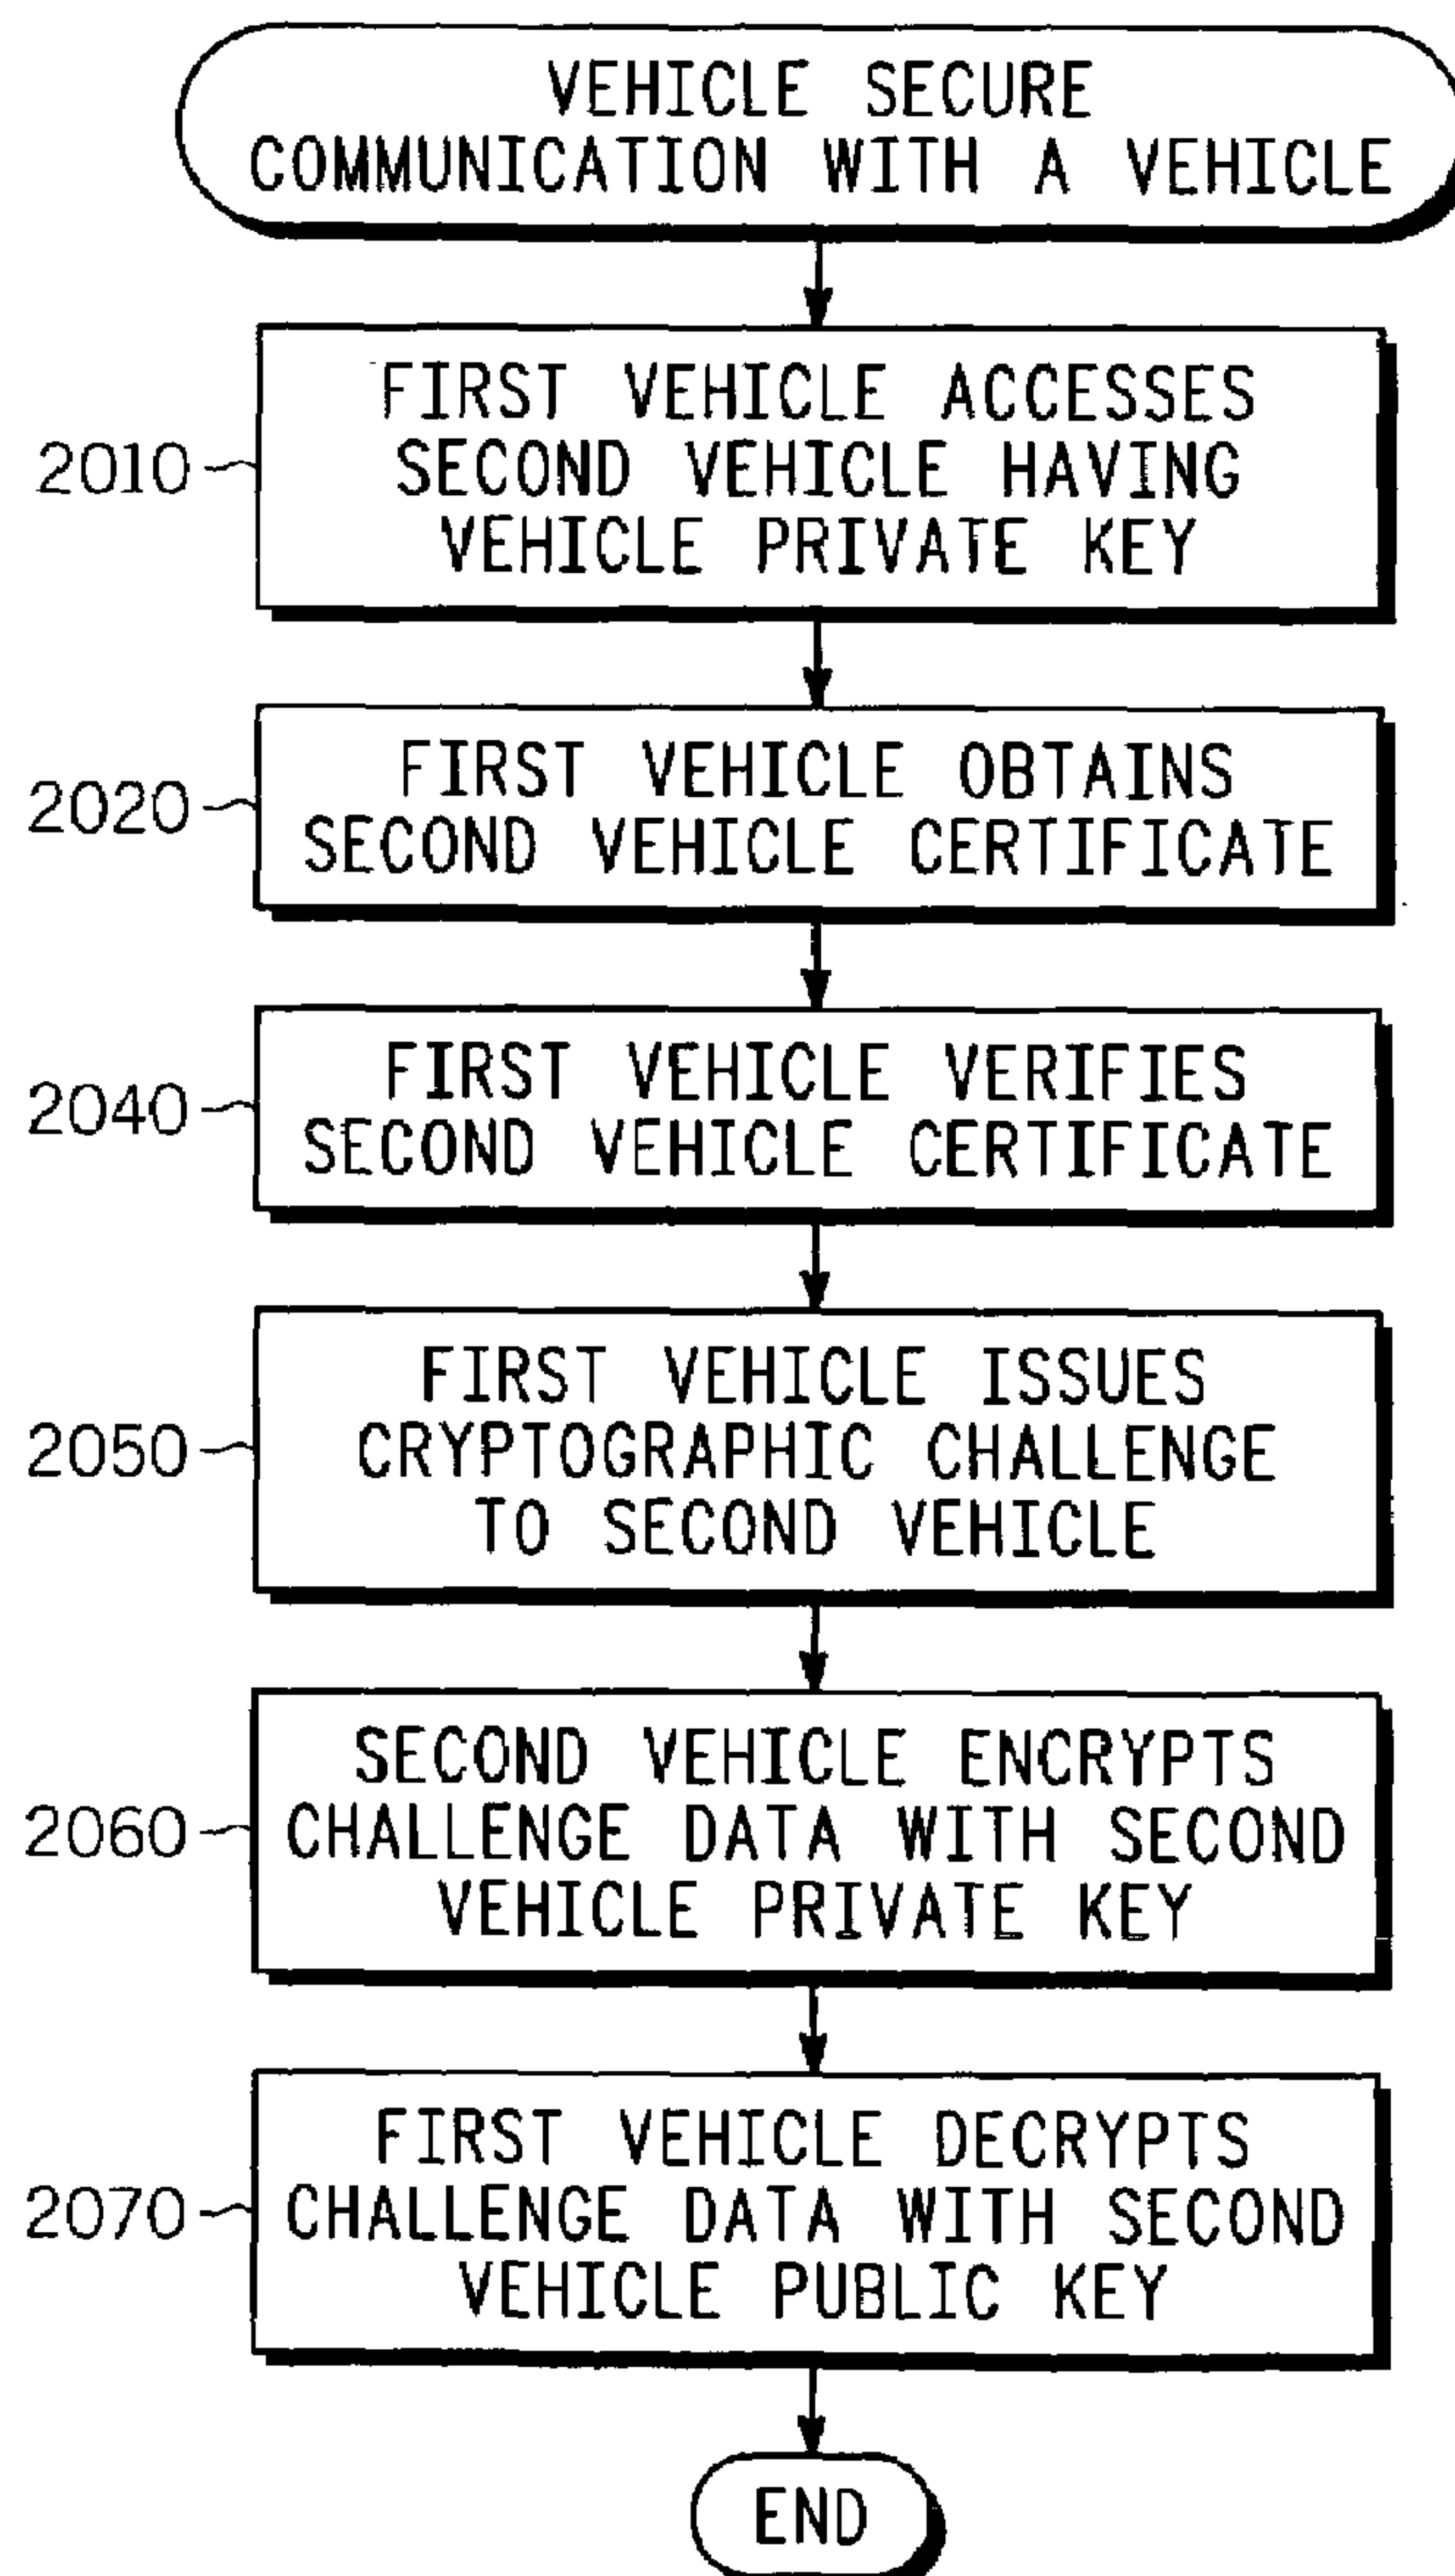 VEHICLE SECURE
COMMUNICATION WITH A VEHICLE
2010
FIRST VEHICLE ACCESSES
SECOND VEHICLE HAVING
VEHICLE PRIVATE KEY
2020
FIRST VEHICLE OBTAINS
SECOND VEHICLE CERTIFICATE
2040
FIRST VEHICLE VERIFIES
SECOND VEHICLE CERTIFICATE
2050
FIRST VEHICLE ISSUES
CRYPTOGRAPHIC CHALLENGE
TO SECOND VEHICLE
2060
SECOND VEHICLE ENCRYPTS
CHALLENGE DATA WITH SECOND
VEHICLE PRIVATE KEY
2070
FIRST VEHICLE DECRYPTS
CHALLENGE DATA WITH SECOND
VEHICLE PUBLIC KEY
END